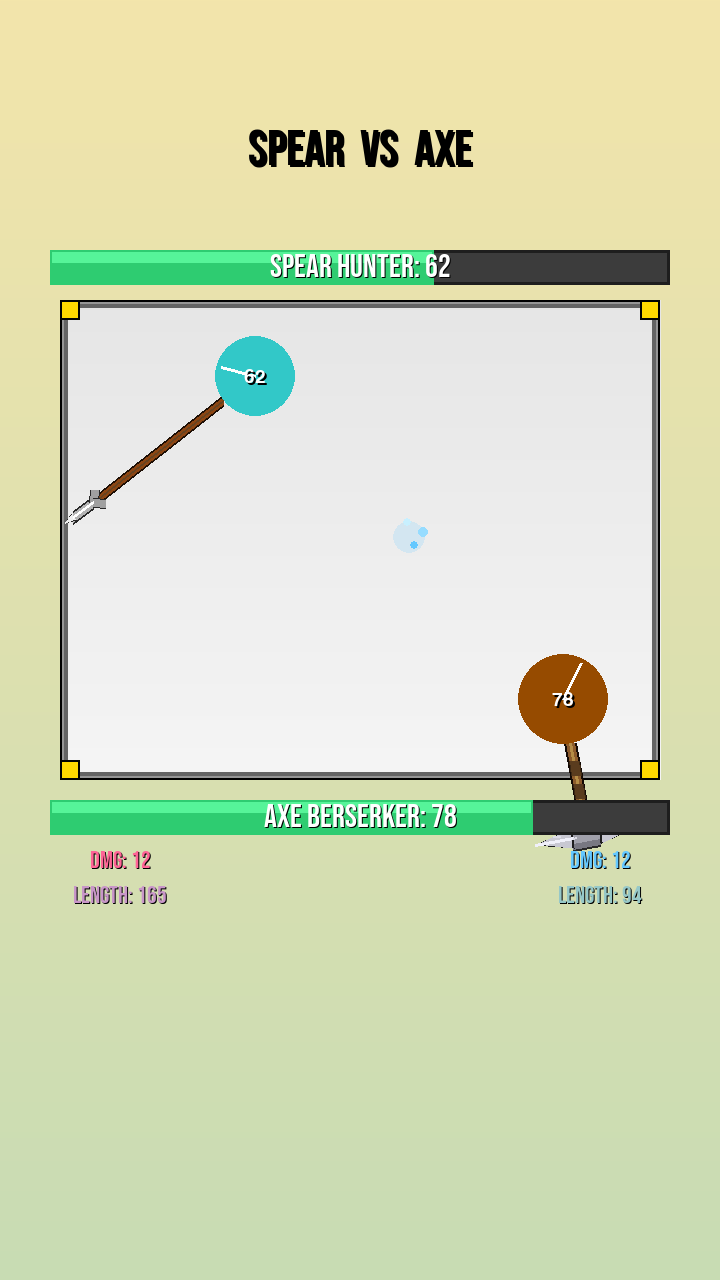 SPEAR VS AXE
SPEAR HUNTER: 62
62
78
AXE BERSERKER: 78
DMG: 12
DMG: 12
LENGTH: 165
LENGTH: 94